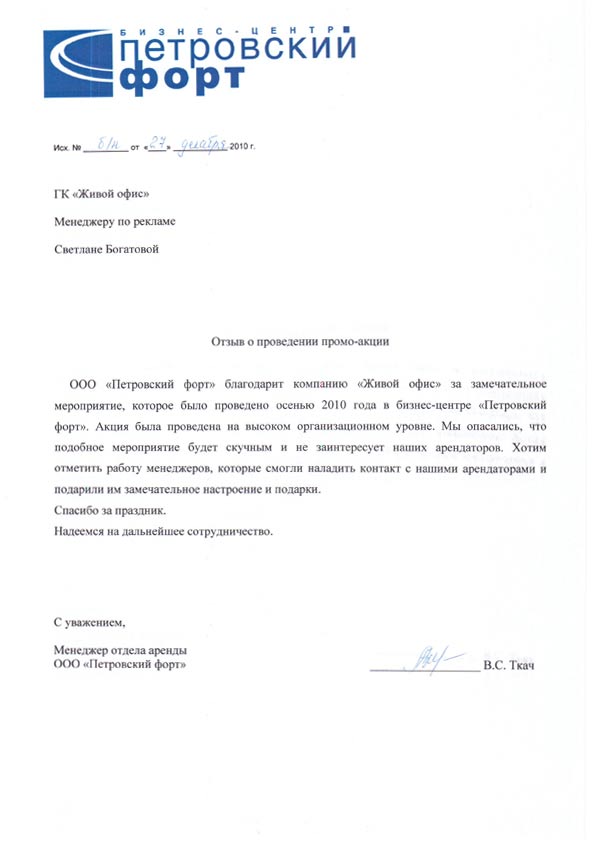 БИЗНЕС-ЦЕНТР
петровский
форт
Исх. № б/н от «27» декабря 2010 г.
ГК «Живой офис»
Менеджеру по рекламе
Светлане Богатовой
Отзыв о проведении промо-акции
ООО «Петровский форт» благодарит компанию «Живой офис» за замечательное
мероприятие, которое было проведено осенью 2010 года в бизнес-центре «Петровский
форт». Акция была проведена на высоком организационном уровне. Мы опасались, что
подобное мероприятие будет скучным и не заинтересует наших арендаторов. Хотим
отметить работу менеджеров, которые смогли наладить контакт с нашими арендаторами и
подарили им замечательное настроение и подарки.
Спасибо за праздник.
Надеемся на дальнейшее сотрудничество.
С уважением,
Менеджер отдела аренды
ООО «Петровский форт»
В.С. Ткач